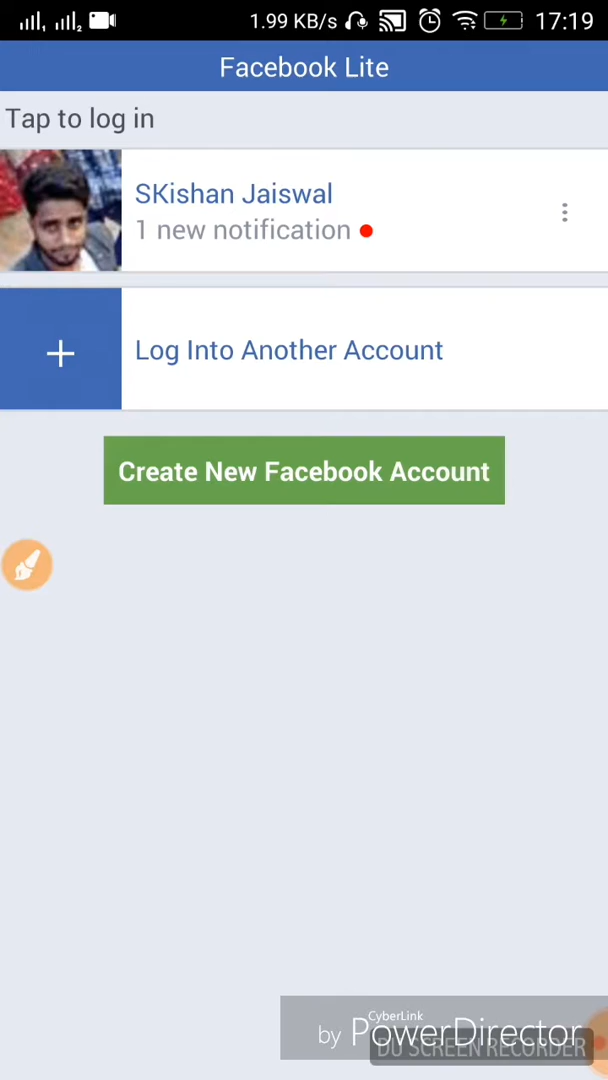 1.99 KB/s 17:19
Facebook Lite
Tap to log in
SKishan Jaiswal
1 new notification
Log Into Another Account
Create New Facebook Account
CyberLink
by PowerDirector
DU SCREEN RECORDER